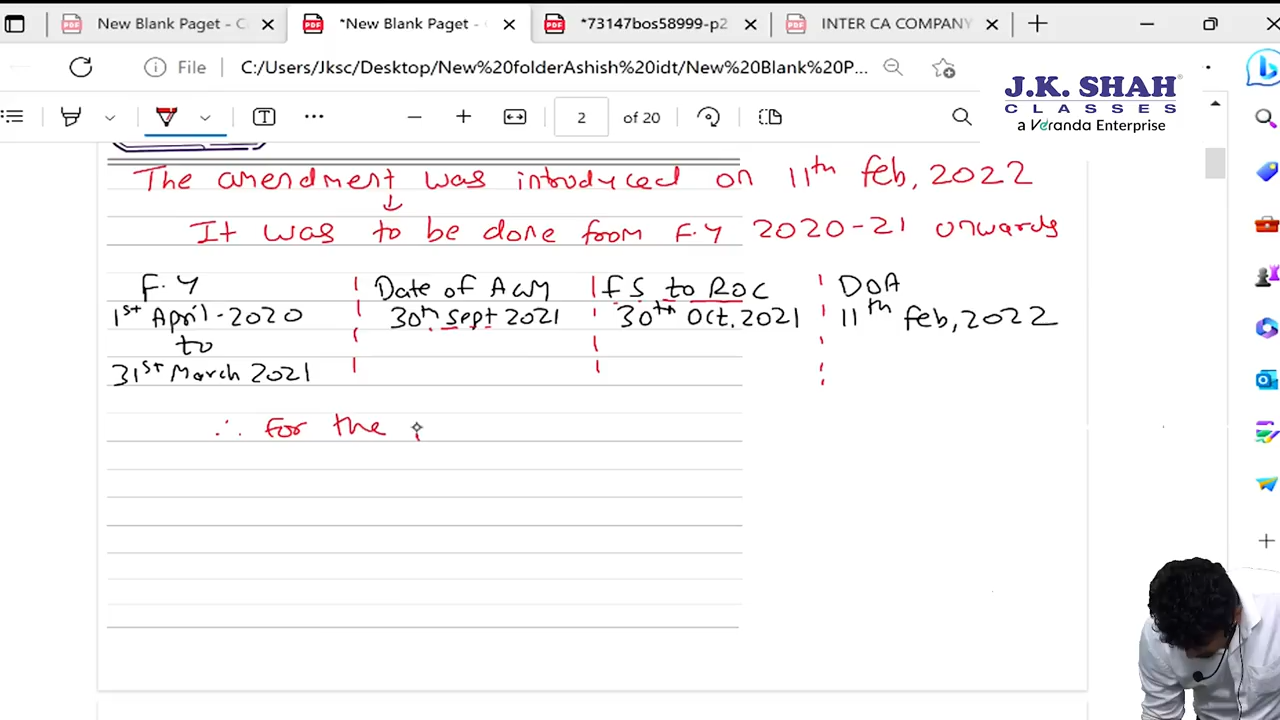 New Blank Paget - C
*New Blank Paget -
*73147bos58999-p2
INTER CA COMPANY
File
C:/Users/Jksc/Desktop/New%20folderAshish%20idt/New%20Blank%20P...
J.K. SHAH
CLASSES
a Veranda Enterprise
2 of 20
The amendment was introduced on 11th feb, 2022
It was to be done from F.Y 2020-21 onwards
F.Y Date of AGM FS to ROC DOA
1st April-2020 30th Sept 2021 30th Oct, 2021 11th feb, 2022
to
31st March 2021
∴ For the